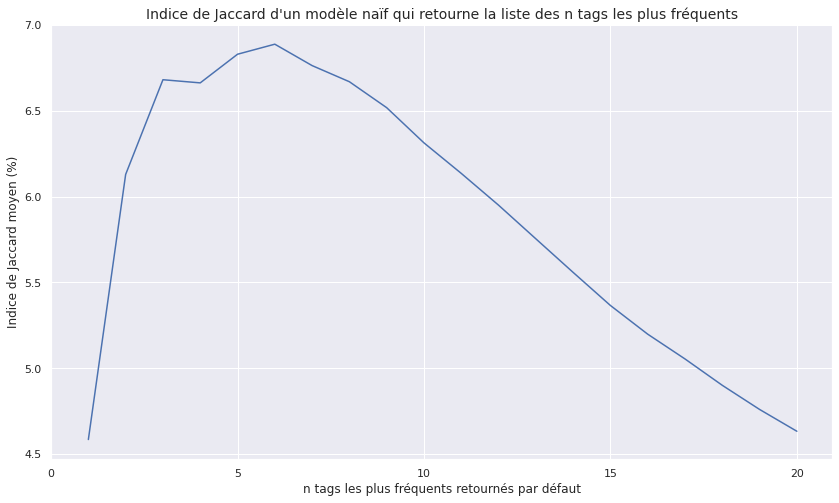 Indice de Jaccard d'un modèle naïf qui retourne la liste des n tags les plus fréquents
Indice de Jaccard moyen (%)
7.0
6.5
6.0
5.5
5.0
4.5
0 5 10 15 20
n tags les plus fréquents retournés par défaut